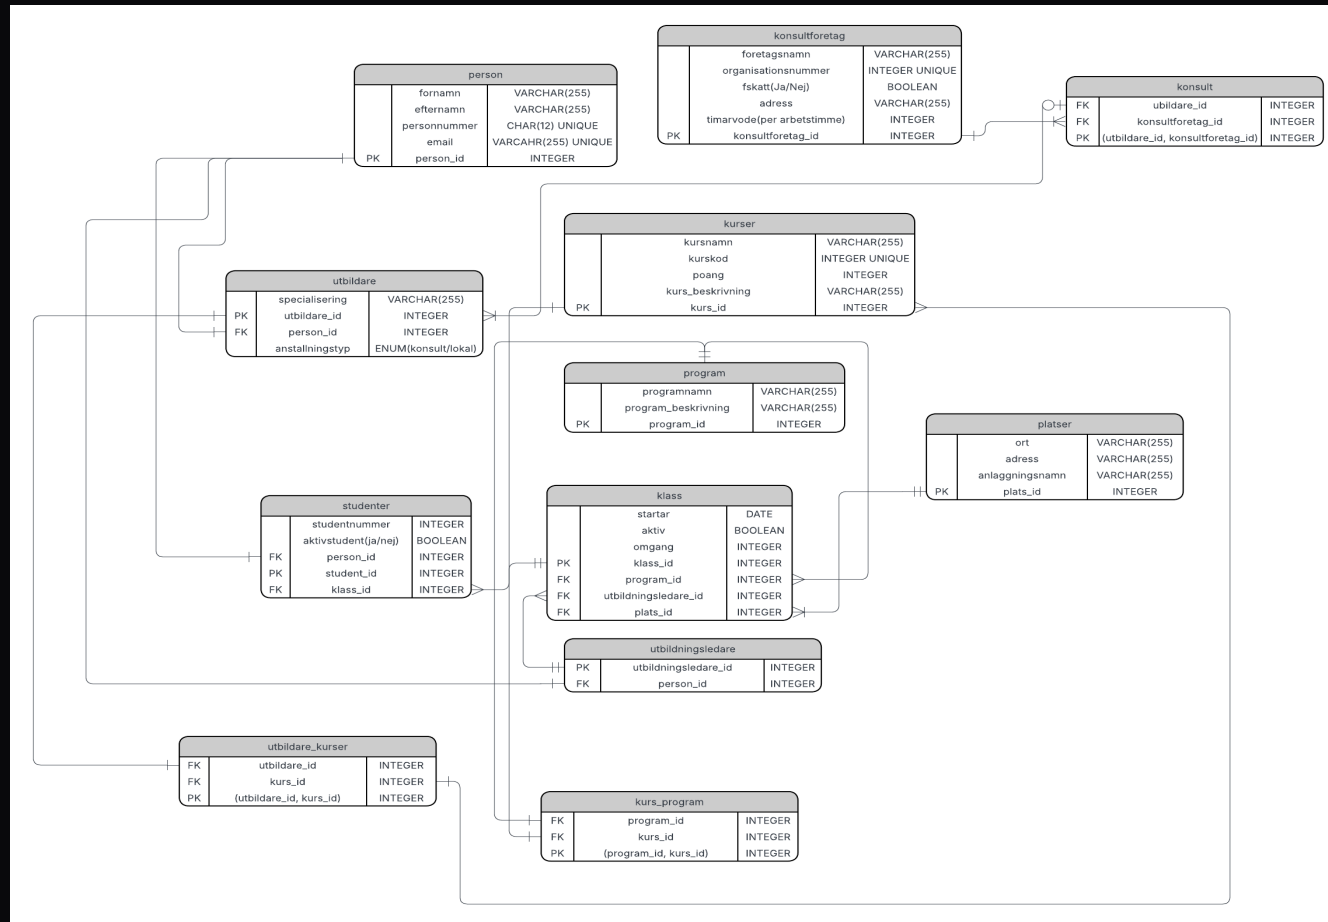 konsultforetag
foretagsnamn VARCHAR(255)
organisationsnummer INTEGER UNIQUE
fskatt(Ja/Nej) BOOLEAN
adress VARCHAR(255)
timarvode(per arbetstimme) INTEGER
PK konsultforetag_id INTEGER
person
fornamn VARCHAR(255)
efternamn VARCHAR(255)
personnummer CHAR(12) UNIQUE
email VARCAHR(255) UNIQUE
PK person_id INTEGER
konsult
FK ubildare_id INTEGER
FK konsultforetag_id INTEGER
PK (utbildare_id, konsultforetag_id) INTEGER
kurser
kursnamn VARCHAR(255)
kurskod INTEGER UNIQUE
poang INTEGER
kurs_beskrivning VARCHAR(255)
PK kurs_id INTEGER
utbildare
specialisering VARCHAR(255)
PK utbildare_id INTEGER
FK person_id INTEGER
anstallningstyp ENUM(konsult/lokal)
program
programnamn VARCHAR(255)
program_beskrivning VARCHAR(255)
PK program_id INTEGER
platser
ort VARCHAR(255)
adress VARCHAR(255)
anlaggningsnamn VARCHAR(255)
PK plats_id INTEGER
studenter
studentnummer INTEGER
aktivstudent(ja/nej) BOOLEAN
FK person_id INTEGER
PK student_id INTEGER
FK klass_id INTEGER
klass
startar DATE
aktiv BOOLEAN
omgang INTEGER
PK klass_id INTEGER
FK program_id INTEGER
FK utbildningsledare_id INTEGER
FK plats_id INTEGER
utbildningsledare
PK utbildningsledare_id INTEGER
FK person_id INTEGER
utbildare_kurser
FK utbildare_id INTEGER
FK kurs_id INTEGER
PK (utbildare_id, kurs_id) INTEGER
kurs_program
FK program_id INTEGER
FK kurs_id INTEGER
PK (program_id, kurs_id) INTEGER